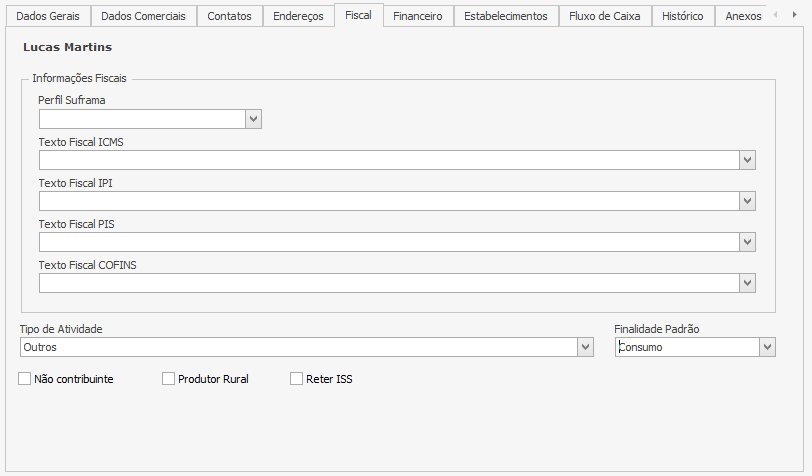 Dados Gerais Dados Comerciais Contatos Endereços Fiscal Financeiro Estabelecimentos Fluxo de Caixa Histórico Anexos
Lucas Martins
Informações Fiscais
Perfil Suframa
Texto Fiscal ICMS
Texto Fiscal IPI
Texto Fiscal PIS
Texto Fiscal COFINS
Tipo de Atividade Finalidade Padrão
Outros Consumo
Não contribuinte Produtor Rural Reter ISS